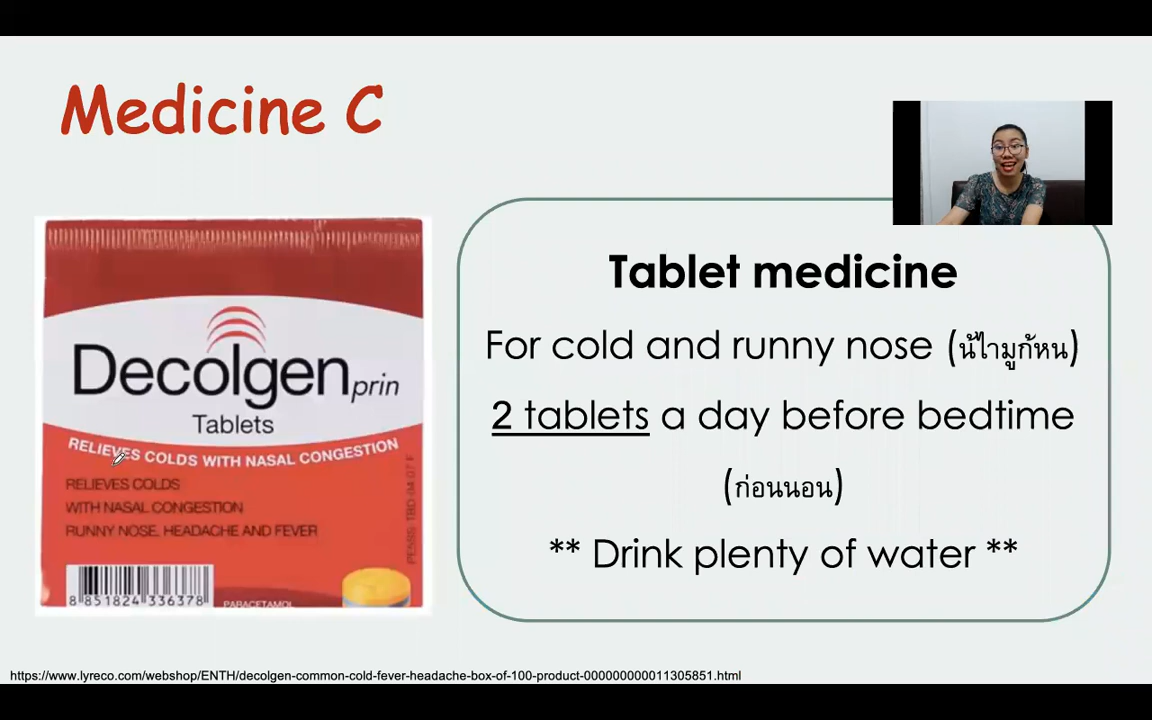 Medicine C
Decolgen prin
Tablets
RELIEVES COLDS WITH NASAL CONGESTION
RELIEVES COLDS
WITH NASAL CONGESTION
RUNNY NOSE, HEADACHE AND FEVER
8 851824 336378
PARACETAMOL
Tablet medicine
For cold and runny nose (น้ไามูก้หน)
2 tablets a day before bedtime
(ก่อนนอน)
** Drink plenty of water **
https://www.lyreco.com/webshop/ENTH/decolgen-common-cold-fever-headache-box-of-100-product-000000000011305851.html